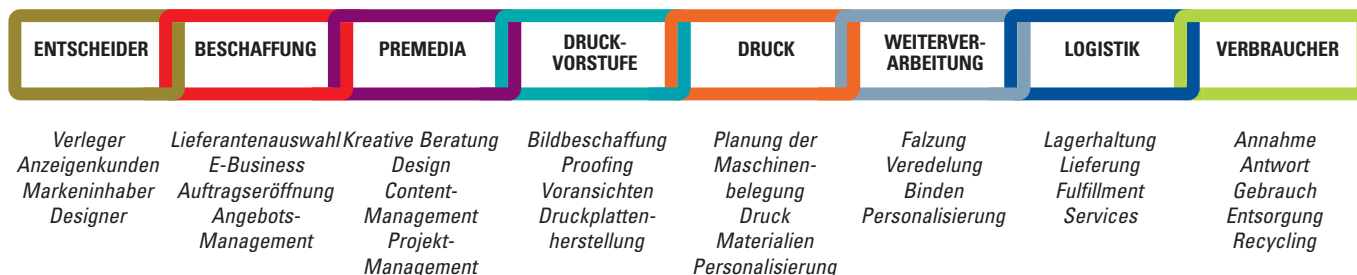 ENTSCHEIDER
BESCHAFFUNG
PREMEDIA
DRUCK-
VORSTUFE
DRUCK
WEITERVER-
ARBEITUNG
LOGISTIK
VERBRAUCHER
Verleger
Anzeigenkunden
Markeninhaber
Designer
Lieferantenauswahl
E-Business
Auftragseröffnung
Angebots-
Management
Kreative Beratung
Design
Content-
Management
Projekt-
Management
Bildbeschaffung
Proofing
Voransichten
Druckplatten-
herstellung
Planung der
Maschinen-
belegung
Druck
Materialien
Personalisierung
Falzung
Veredelung
Binden
Personalisierung
Lagerhaltung
Lieferung
Fulfillment
Services
Annahme
Antwort
Gebrauch
Entsorgung
Recycling